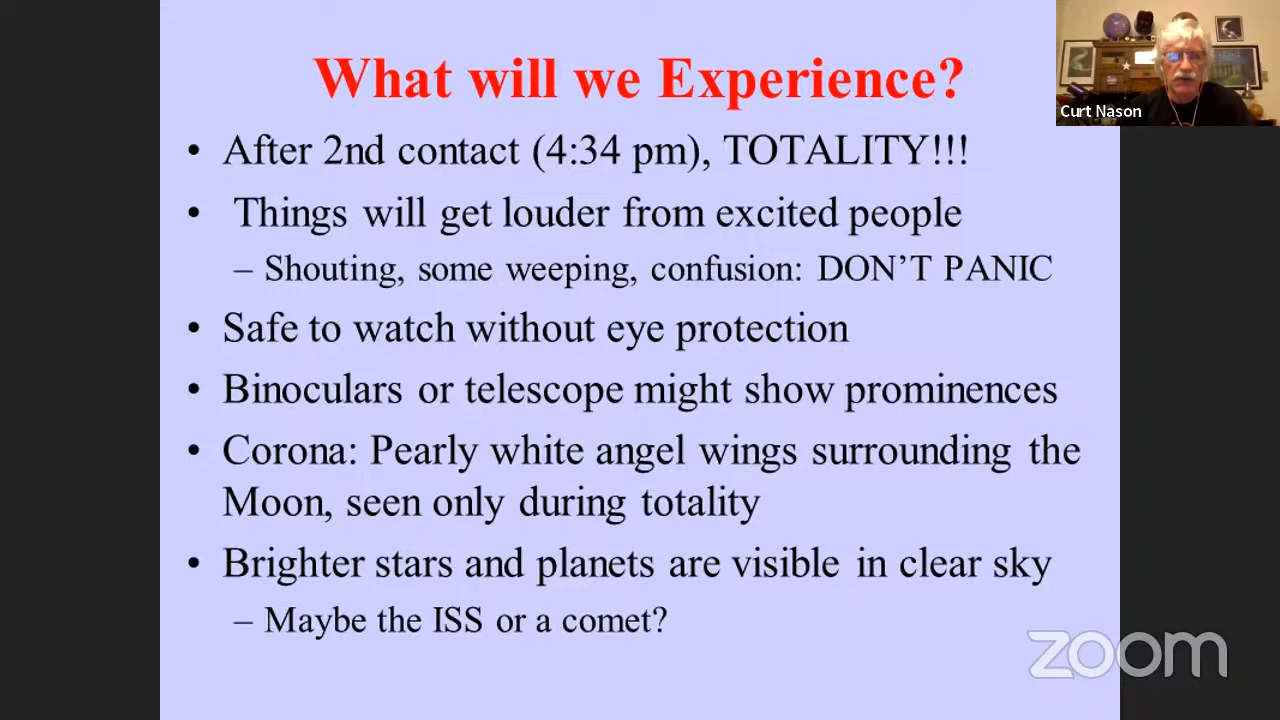 What will we Experience?
Curt Nason
• After 2nd contact (4:34 pm), TOTALITY!!!
• Things will get louder from excited people
– Shouting, some weeping, confusion: DON’T PANIC
• Safe to watch without eye protection
• Binoculars or telescope might show prominences
• Corona: Pearly white angel wings surrounding the
Moon, seen only during totality
• Brighter stars and planets are visible in clear sky
– Maybe the ISS or a comet?
zoom